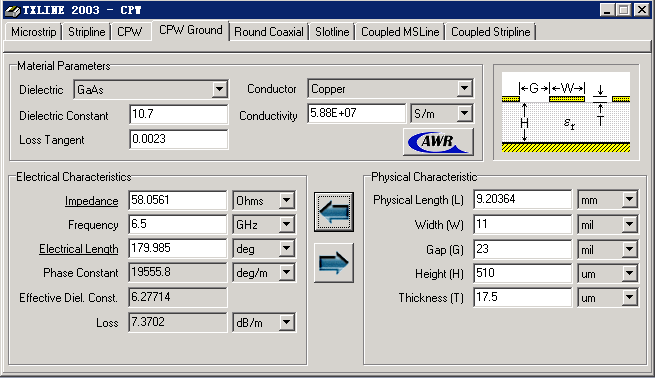 TXLINE 2003 - CPW
Microstrip Stripline CPW CPW Ground Round Coaxial Slotline Coupled MSLine Coupled Stripline
Material Parameters
Dielectric GaAs Conductor Copper
Dielectric Constant 10.7 Conductivity 5.88E+07 S/m
Loss Tangent 0.0023
AWR
G W
H εr T
Electrical Characteristics
Impedance 58.0561 Ohms
Frequency 6.5 GHz
Electrical Length 179.985 deg
Phase Constant 19555.8 deg/m
Effective Diel. Const. 6.27714
Loss 7.3702 dB/m
Physical Characteristic
Physical Length (L) 9.20364 mm
Width (W) 11 mil
Gap (G) 23 mil
Height (H) 510 um
Thickness (T) 17.5 um